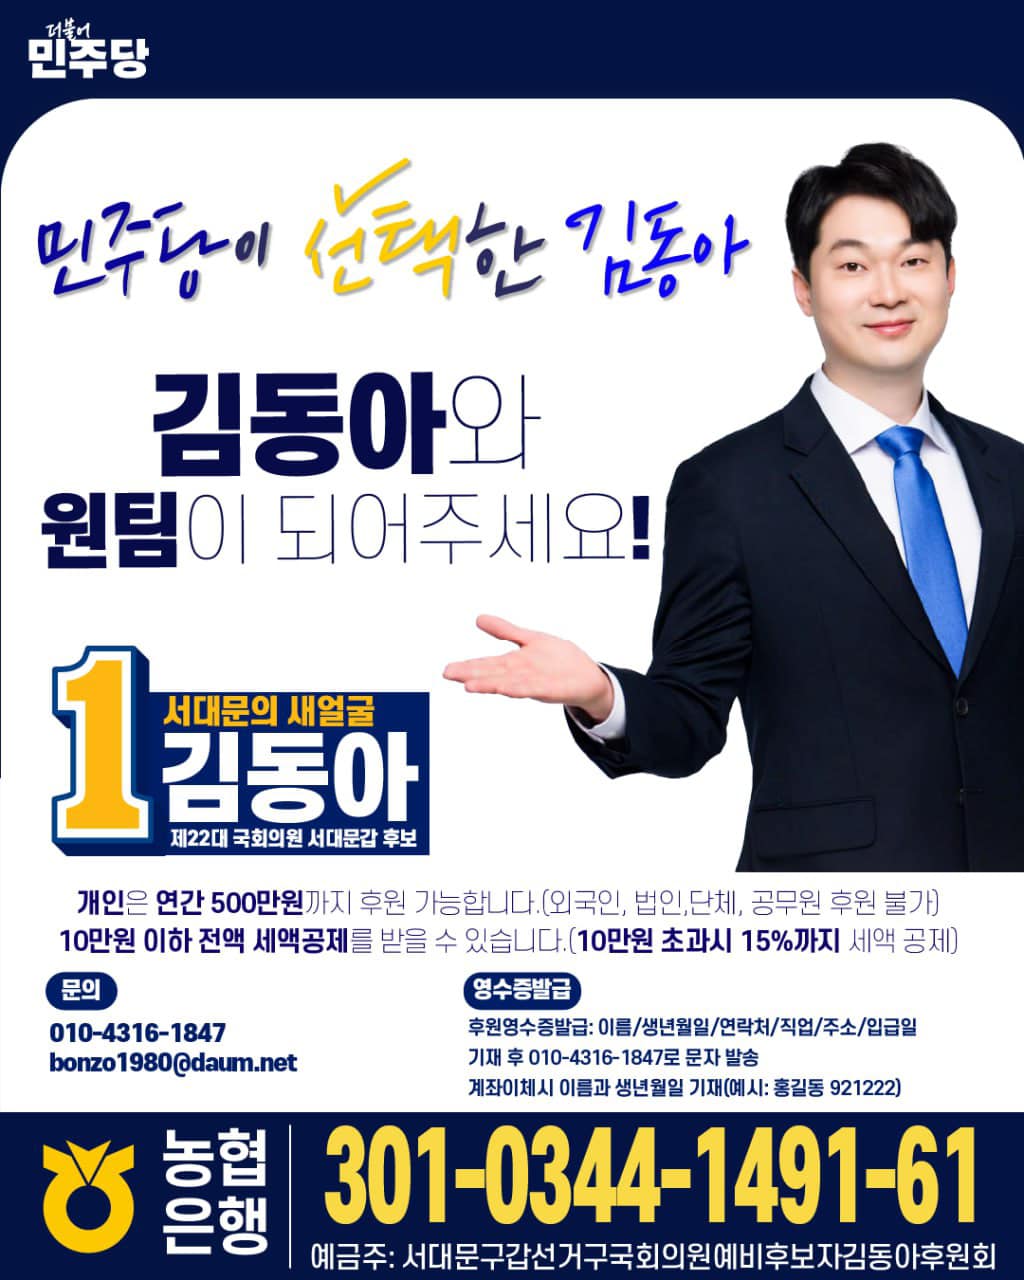 더불어
민주당
민주당이 선택한 김동아
김동아와
원팀이 되어주세요!
1
서대문의 새얼굴
김동아
제22대 국회의원 서대문갑 후보
개인은 연간 500만원까지 후원 가능합니다.(외국인, 법인,단체, 공무원 후원 불가)
10만원 이하 전액 세액공제를 받을 수 있습니다.(10만원 초과시 15%까지 세액 공제)
문의
010-4316-1847
bonzo1980@daum.net
영수증발급
후원영수증발급: 이름/생년월일/연락처/직업/주소/입급일
기재 후 010-4316-1847로 문자 발송
계좌이체시 이름과 생년월일 기재(예시: 홍길동 921222)
농협
은행
301-0344-1491-61
예금주: 서대문구갑선거구국회의원예비후보자김동아후원회